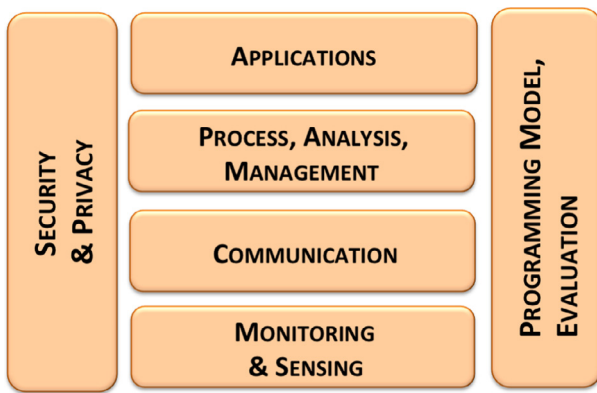 SECURITY
& PRIVACY
APPLICATIONS
PROCESS, ANALYSIS,
MANAGEMENT
COMMUNICATION
MONITORING
& SENSING
PROGRAMMING MODEL,
EVALUATION